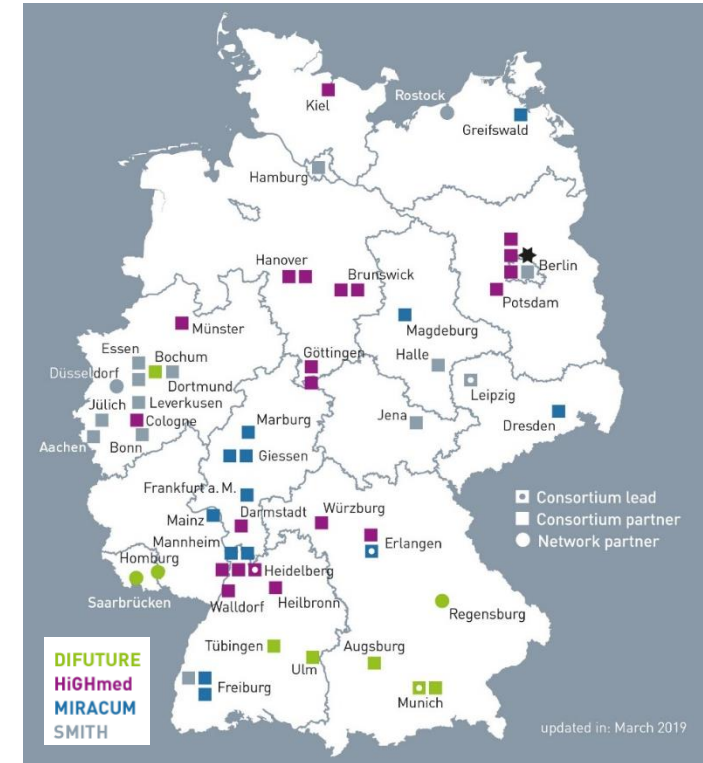 Kiel
Rostock
Greifswald
Hamburg
Hanover
Brunswick
Berlin
Potsdam
Münster
Magdeburg
Essen
Bochum
Göttingen
Halle
Düsseldorf
Dortmund
Leipzig
Jülich
Leverkusen
Cologne
Marburg
Jena
Dresden
Aachen
Bonn
Giessen
Frankfurt a. M.
Mainz
Darmstadt
Würzburg
Consortium lead
Consortium partner
Network partner
Mannheim
Erlangen
Homburg
Heidelberg
Saarbrücken
Walldorf
Heilbronn
Regensburg
Tübingen
Ulm
Augsburg
Freiburg
Munich
DIFUTURE
HiGHmed
MIRACUM
SMITH
updated in: March 2019